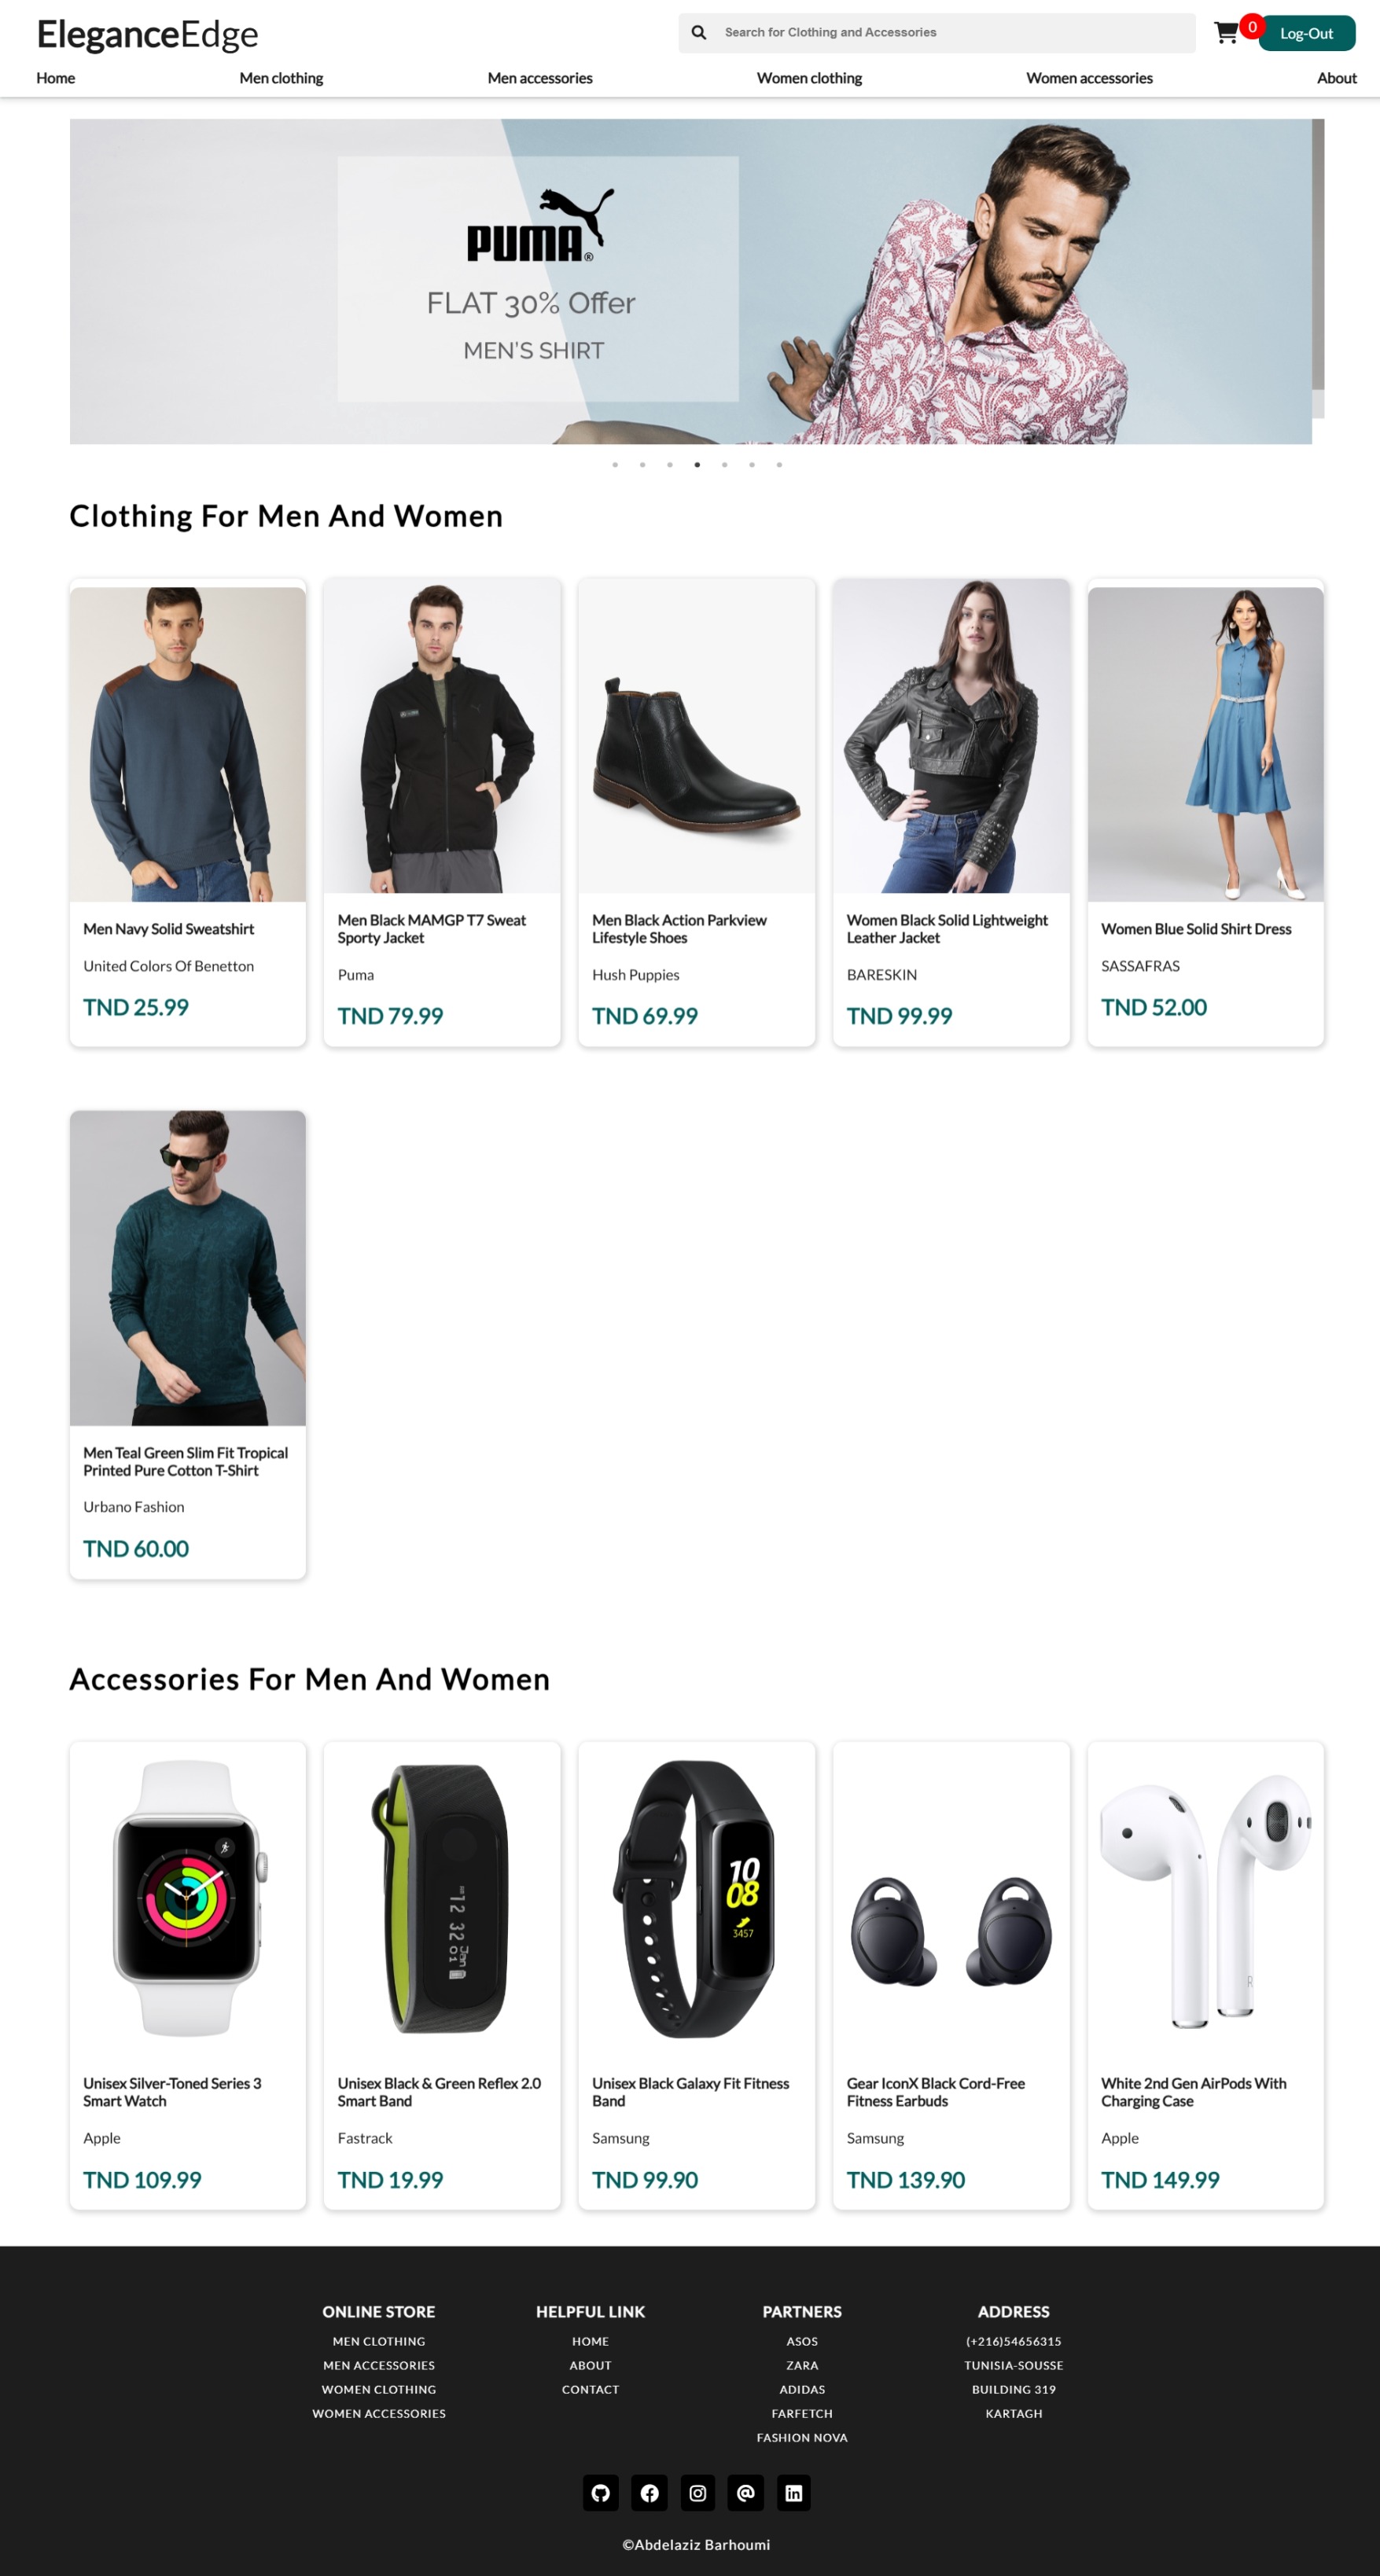 EleganceEdge
Search for Clothing and Accessories
0
Log-Out
Home
Men clothing
Men accessories
Women clothing
Women accessories
About
PUMA®
FLAT 30% Offer
MEN'S SHIRT
Clothing For Men And Women
Men Navy Solid Sweatshirt
United Colors Of Benetton
TND 25.99
Men Black MAMGP T7 Sweat
Sporty Jacket
Puma
TND 79.99
Men Black Action Parkview
Lifestyle Shoes
Hush Puppies
TND 69.99
Women Black Solid Lightweight
Leather Jacket
BARESKIN
TND 99.99
Women Blue Solid Shirt Dress
SASSAFRAS
TND 52.00
Men Teal Green Slim Fit Tropical
Printed Pure Cotton T-Shirt
Urbano Fashion
TND 60.00
Accessories For Men And Women
Unisex Silver-Toned Series 3
Smart Watch
Apple
TND 109.99
12 32
Jan
01
Unisex Black & Green Reflex 2.0
Smart Band
Fastrack
TND 19.99
10
08
3457
Unisex Black Galaxy Fit Fitness
Band
Samsung
TND 99.90
Gear IconX Black Cord-Free
Fitness Earbuds
Samsung
TND 139.90
R
White 2nd Gen AirPods With
Charging Case
Apple
TND 149.99
ONLINE STORE
MEN CLOTHING
MEN ACCESSORIES
WOMEN CLOTHING
WOMEN ACCESSORIES
HELPFUL LINK
HOME
ABOUT
CONTACT
PARTNERS
ASOS
ZARA
ADIDAS
FARFETCH
FASHION NOVA
ADDRESS
(+216)54656315
TUNISIA-SOUSSE
BUILDING 319
KARTAGH
©Abdelaziz Barhoumi